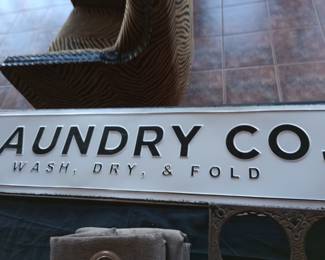 AUNDRY CO.
WASH, DRY, & FOLD